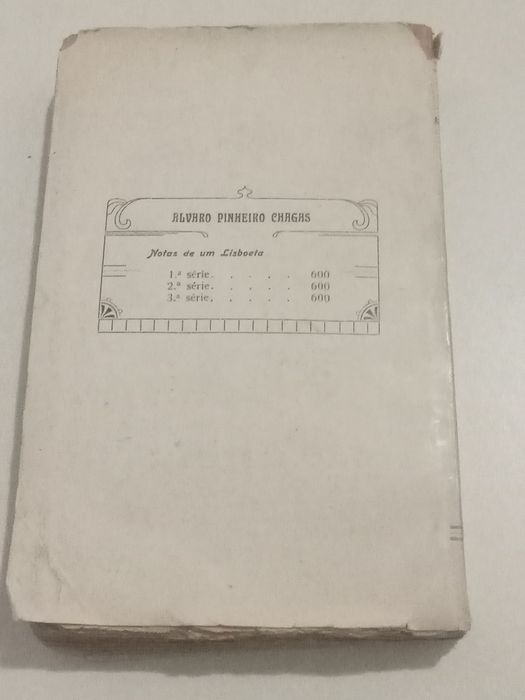 ALVARO PINHEIRO CHAGAS
Notas de um Lisboeta
1.ª série. . . . . 600
2.ª série. . . . . 600
3.ª série. . . . . 600